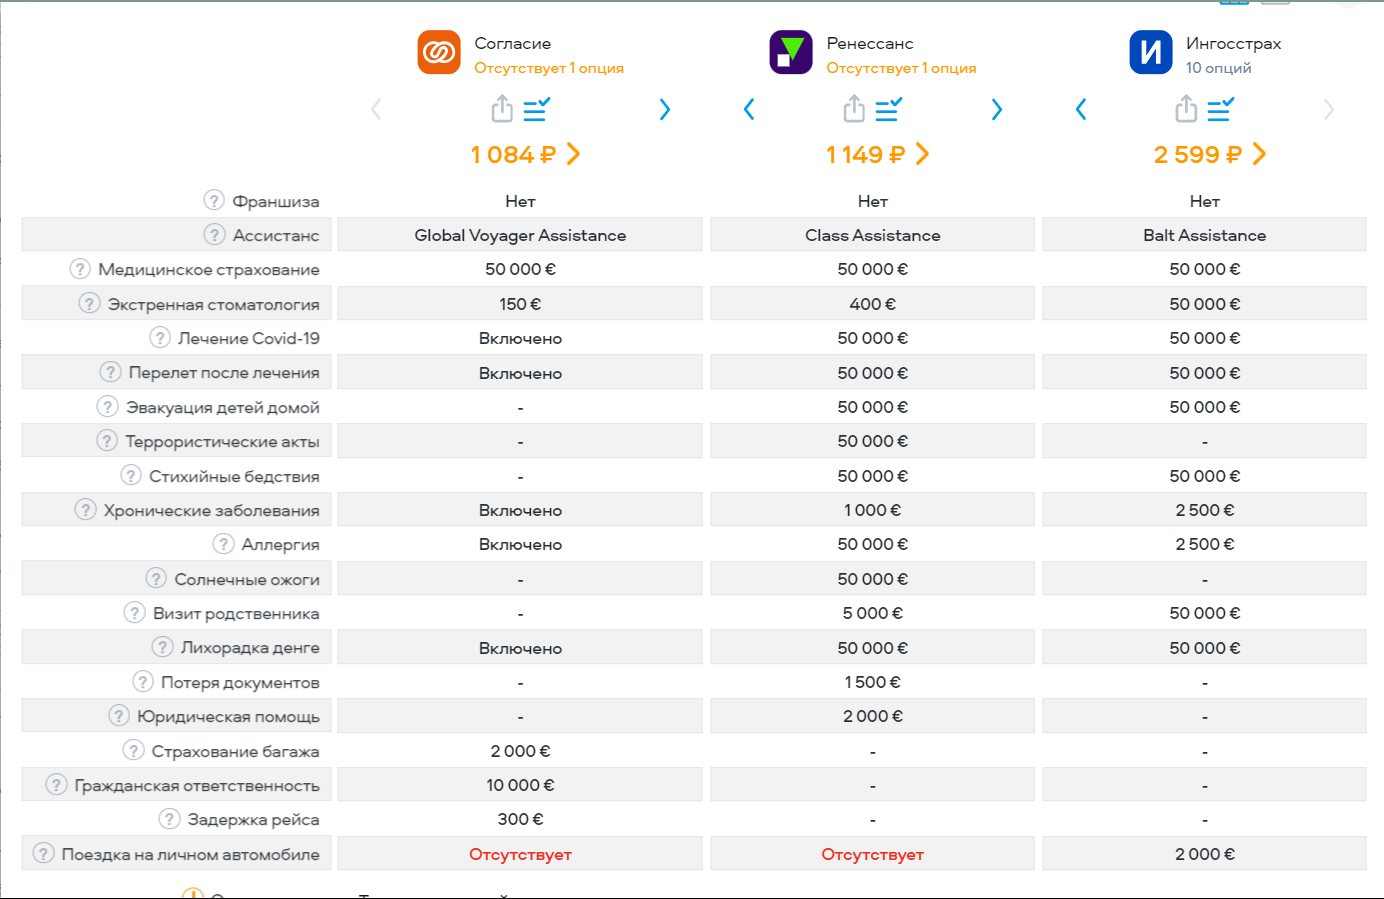 Согласие Ренессанс Ингосстрах
Отсутствует 1 опция Отсутствует 1 опция 10 опций
1 084 ₽ 1 149 ₽ 2 599 ₽
? Франшиза Нет Нет Нет
? Ассистанс Global Voyager Assistance Class Assistance Balt Assistance
? Медицинское страхование 50 000 € 50 000 € 50 000 €
? Экстренная стоматология 150 € 400 € 50 000 €
? Лечение Covid-19 Включено 50 000 € 50 000 €
? Перелет после лечения Включено 50 000 € 50 000 €
? Эвакуация детей домой - 50 000 € 50 000 €
? Террористические акты - 50 000 € -
? Стихийные бедствия - 50 000 € 50 000 €
? Хронические заболевания Включено 1 000 € 2 500 €
? Аллергия Включено 50 000 € 2 500 €
? Солнечные ожоги - 50 000 € -
? Визит родственника - 5 000 € 50 000 €
? Лихорадка денге Включено 50 000 € 50 000 €
? Потеря документов - 1 500 € -
? Юридическая помощь - 2 000 € -
? Страхование багажа 2 000 € - -
? Гражданская ответственность 10 000 € - -
? Задержка рейса 300 € - -
? Поездка на личном автомобиле Отсутствует Отсутствует 2 000 €